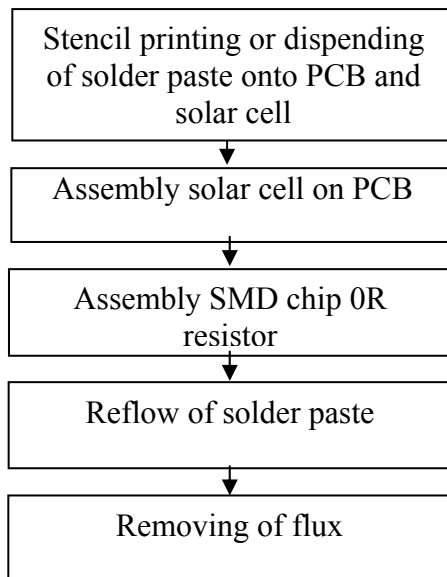 Stencil printing or dispending
of solder paste onto PCB and
solar cell
Assembly solar cell on PCB
Assembly SMD chip 0R
resistor
Reflow of solder paste
Removing of flux